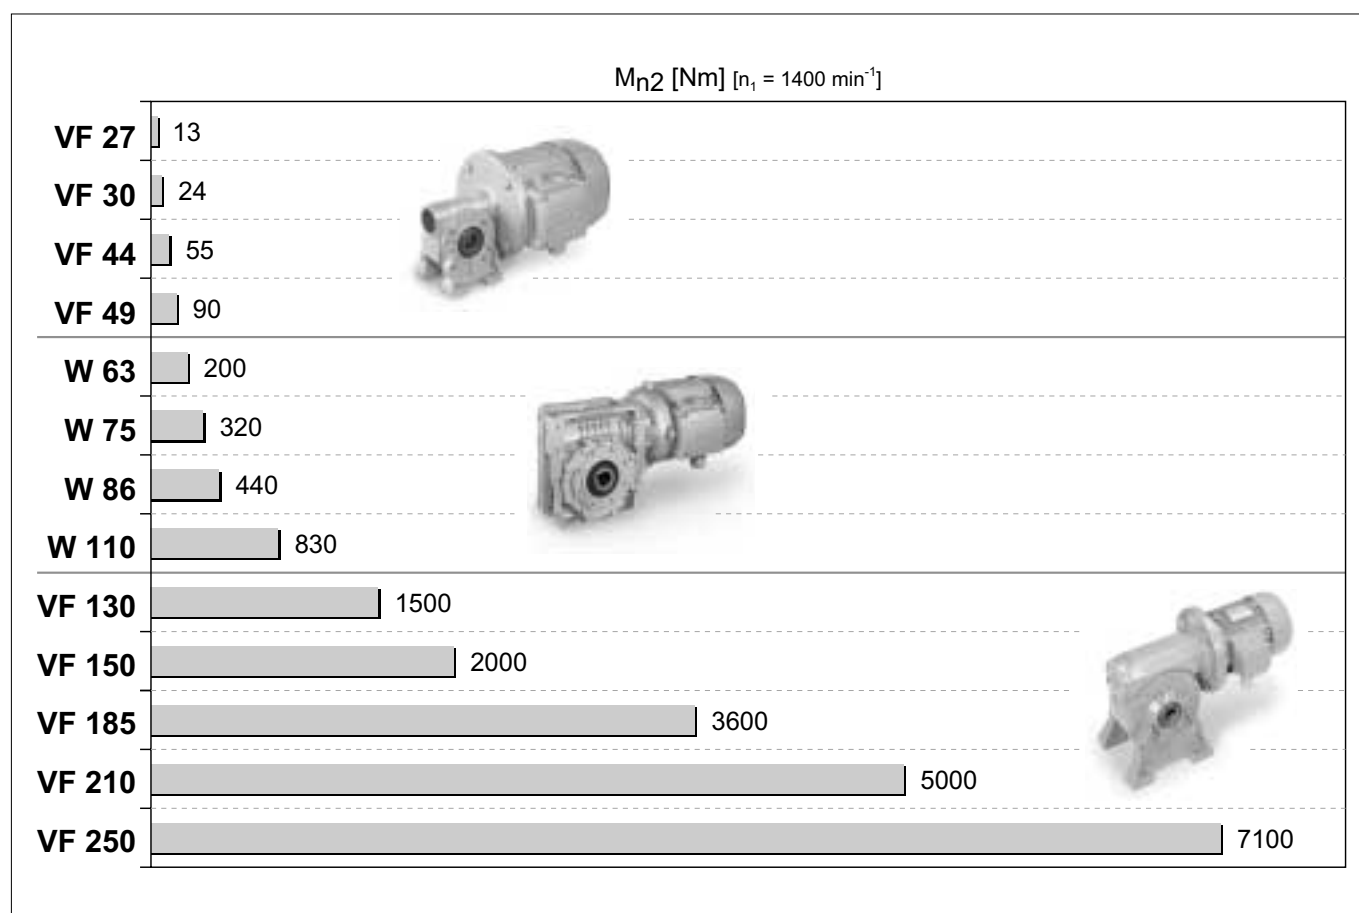 Mn2 [Nm] [n₁ = 1400 min⁻¹]
VF 27 13
VF 30 24
VF 44 55
VF 49 90
W 63 200
W 75 320
W 86 440
W 110 830
VF 130 1500
VF 150 2000
VF 185 3600
VF 210 5000
VF 250 7100